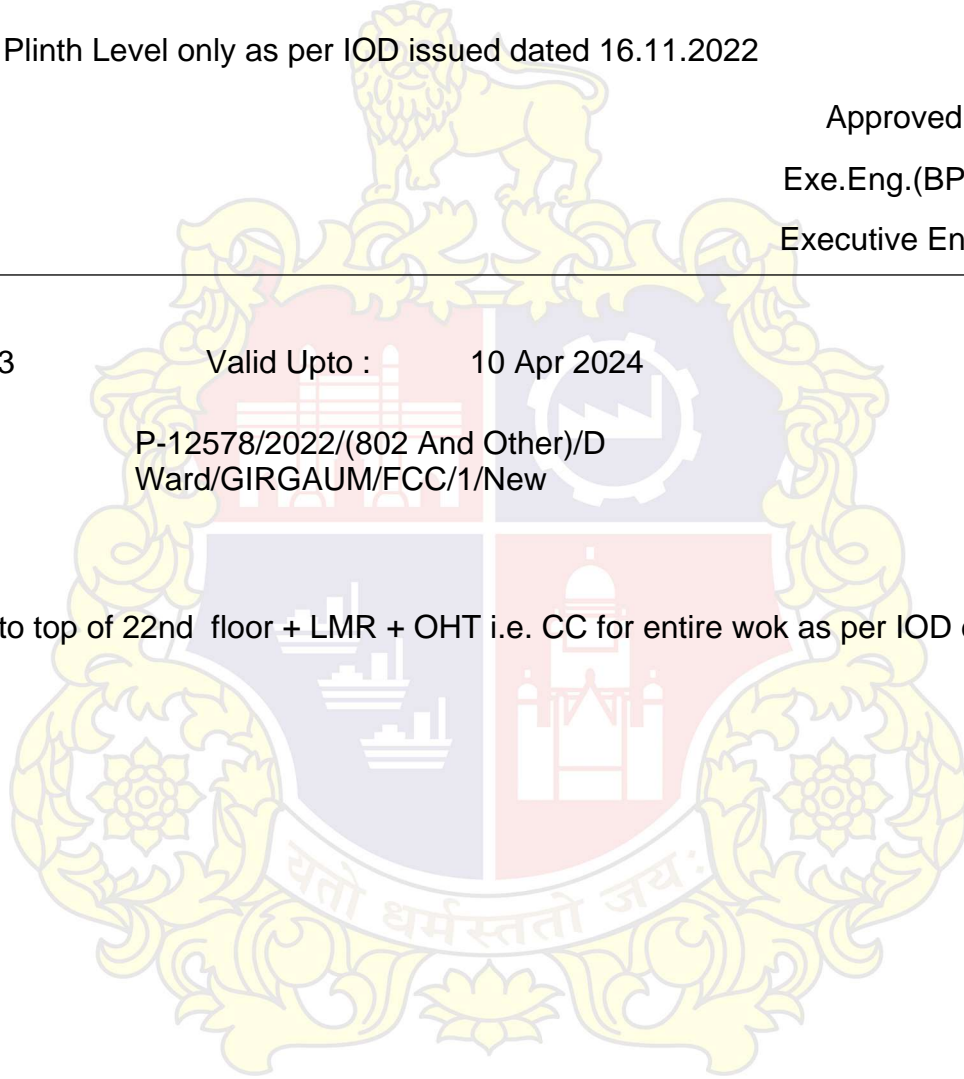 Plinth Level only as per IOD issued dated 16.11.2022
Approved
Exe.Eng.(BP
Executive En
3 Valid Upto : 10 Apr 2024
P-12578/2022/(802 And Other)/D
Ward/GIRGAUM/FCC/1/New
to top of 22nd floor + LMR + OHT i.e. CC for entire wok as per IOD
यतो धर्मस्ततो जय: